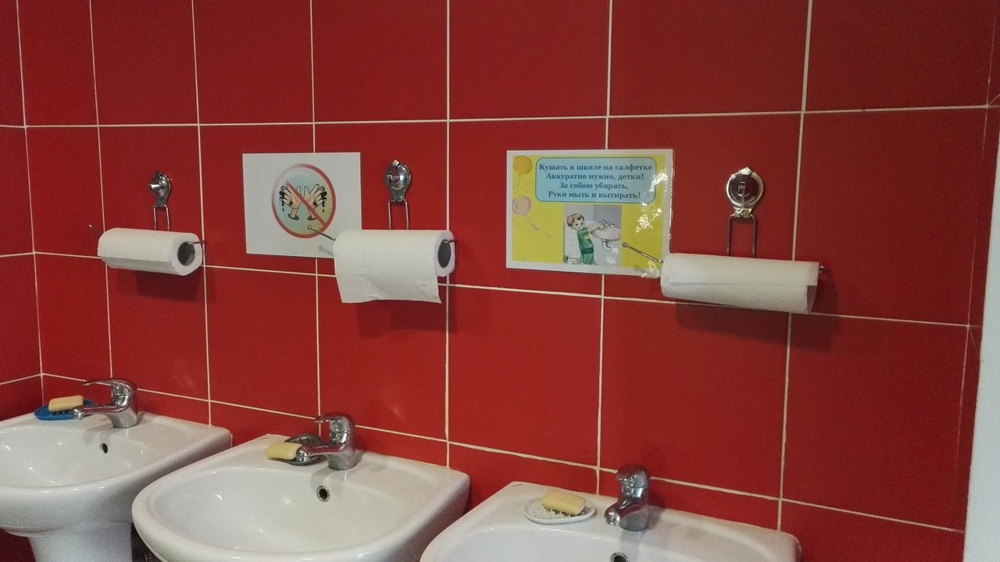 Кушать в школе на салфетке
Аккуратно нужно, детки!
За собою убирать,
Руки мыть и вытирать!